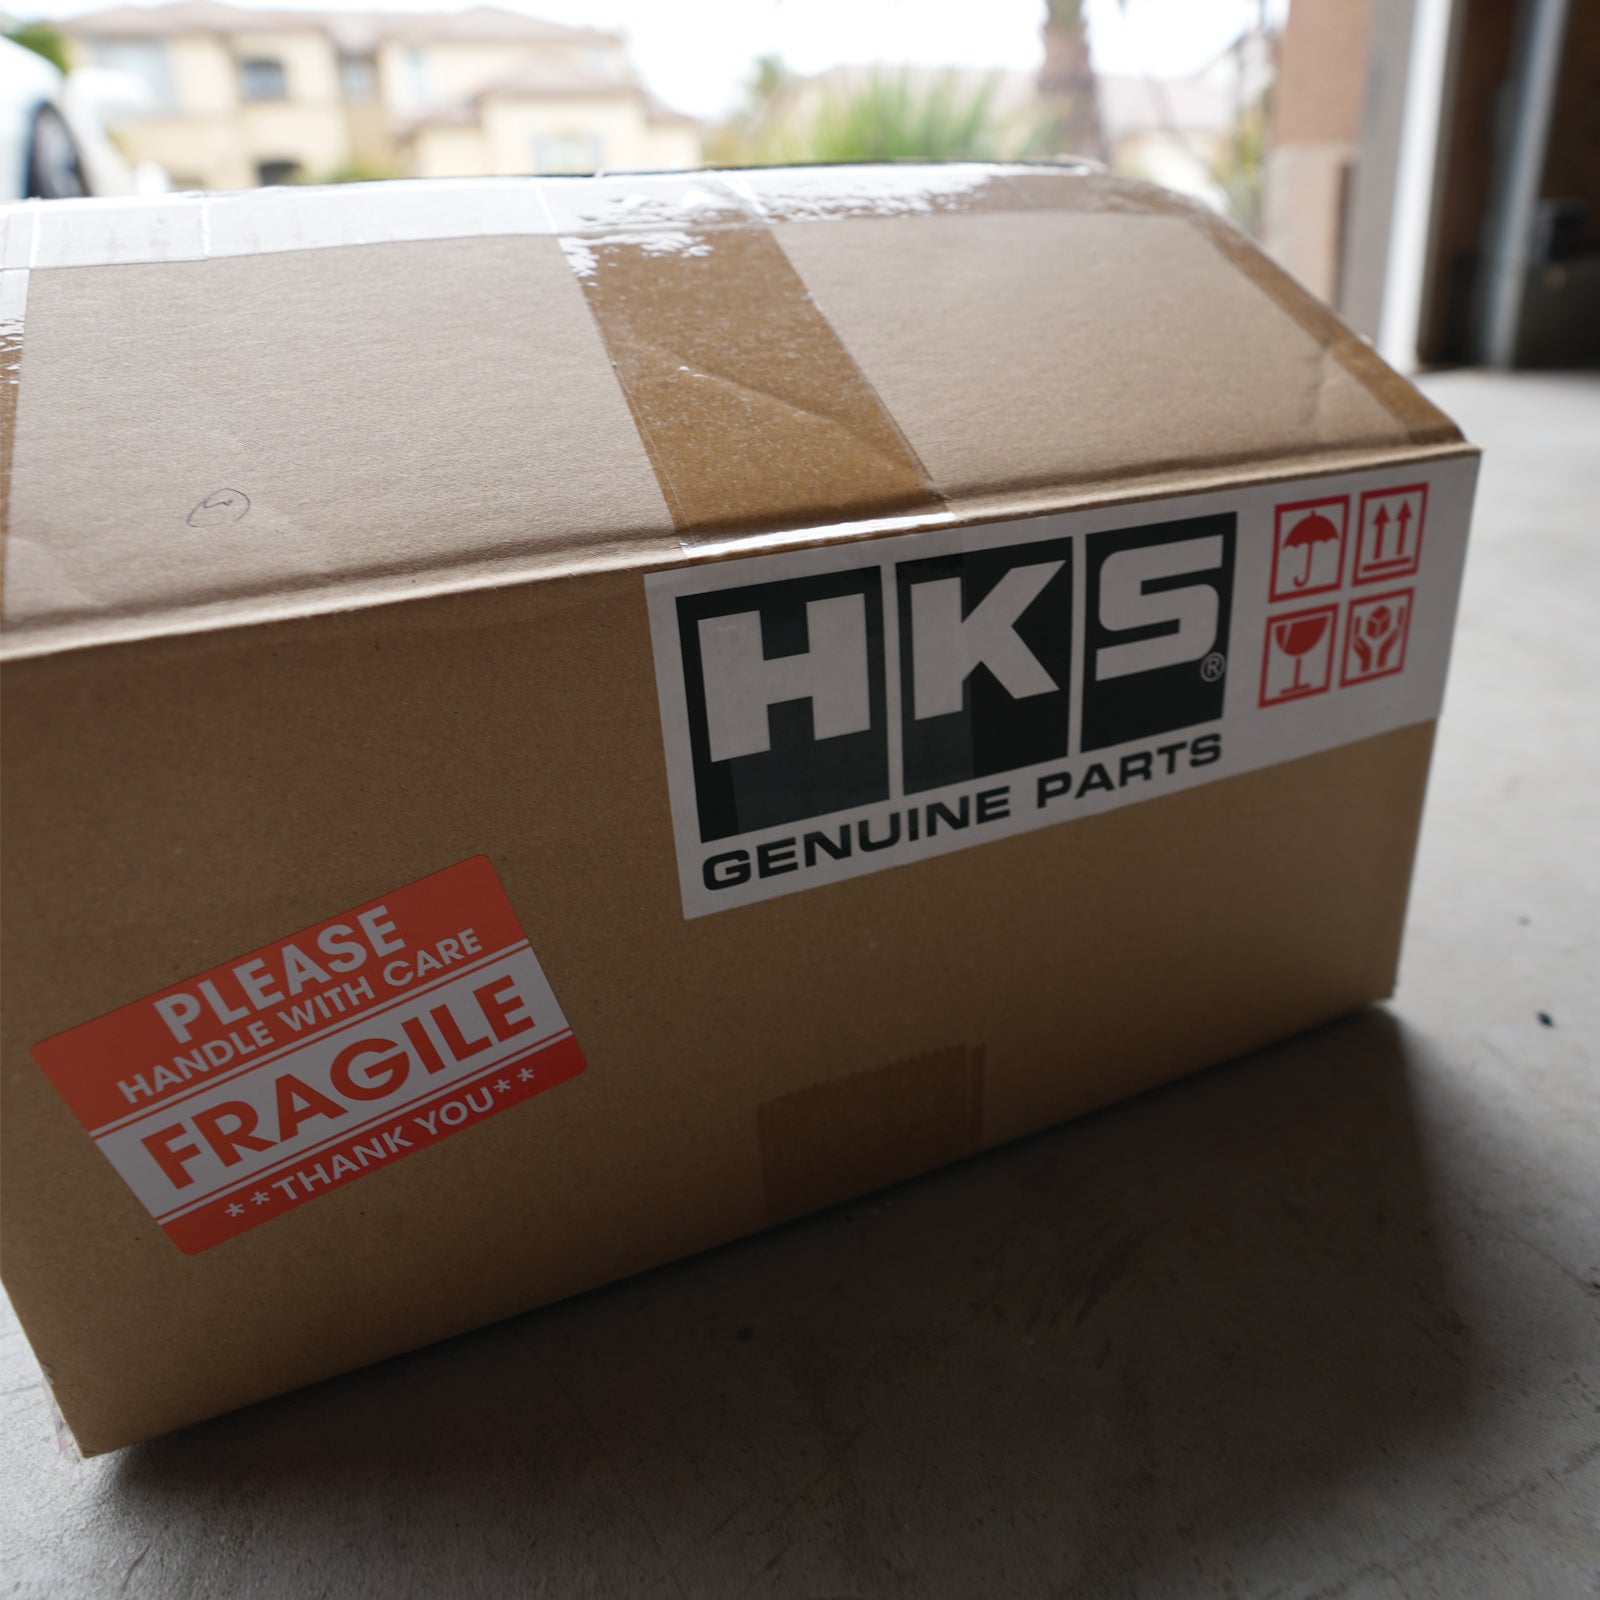 HKS®
GENUINE PARTS
PLEASE
HANDLE WITH CARE
FRAGILE
**THANK YOU**